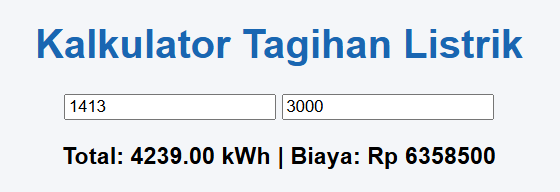 Kalkulator Tagihan Listrik
1413 3000
Total: 4239.00 kWh | Biaya: Rp 6358500